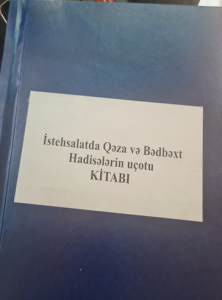 İstehsalatda Qəza və Bədbəxt
Hadisələrin uçotu
KİTABI